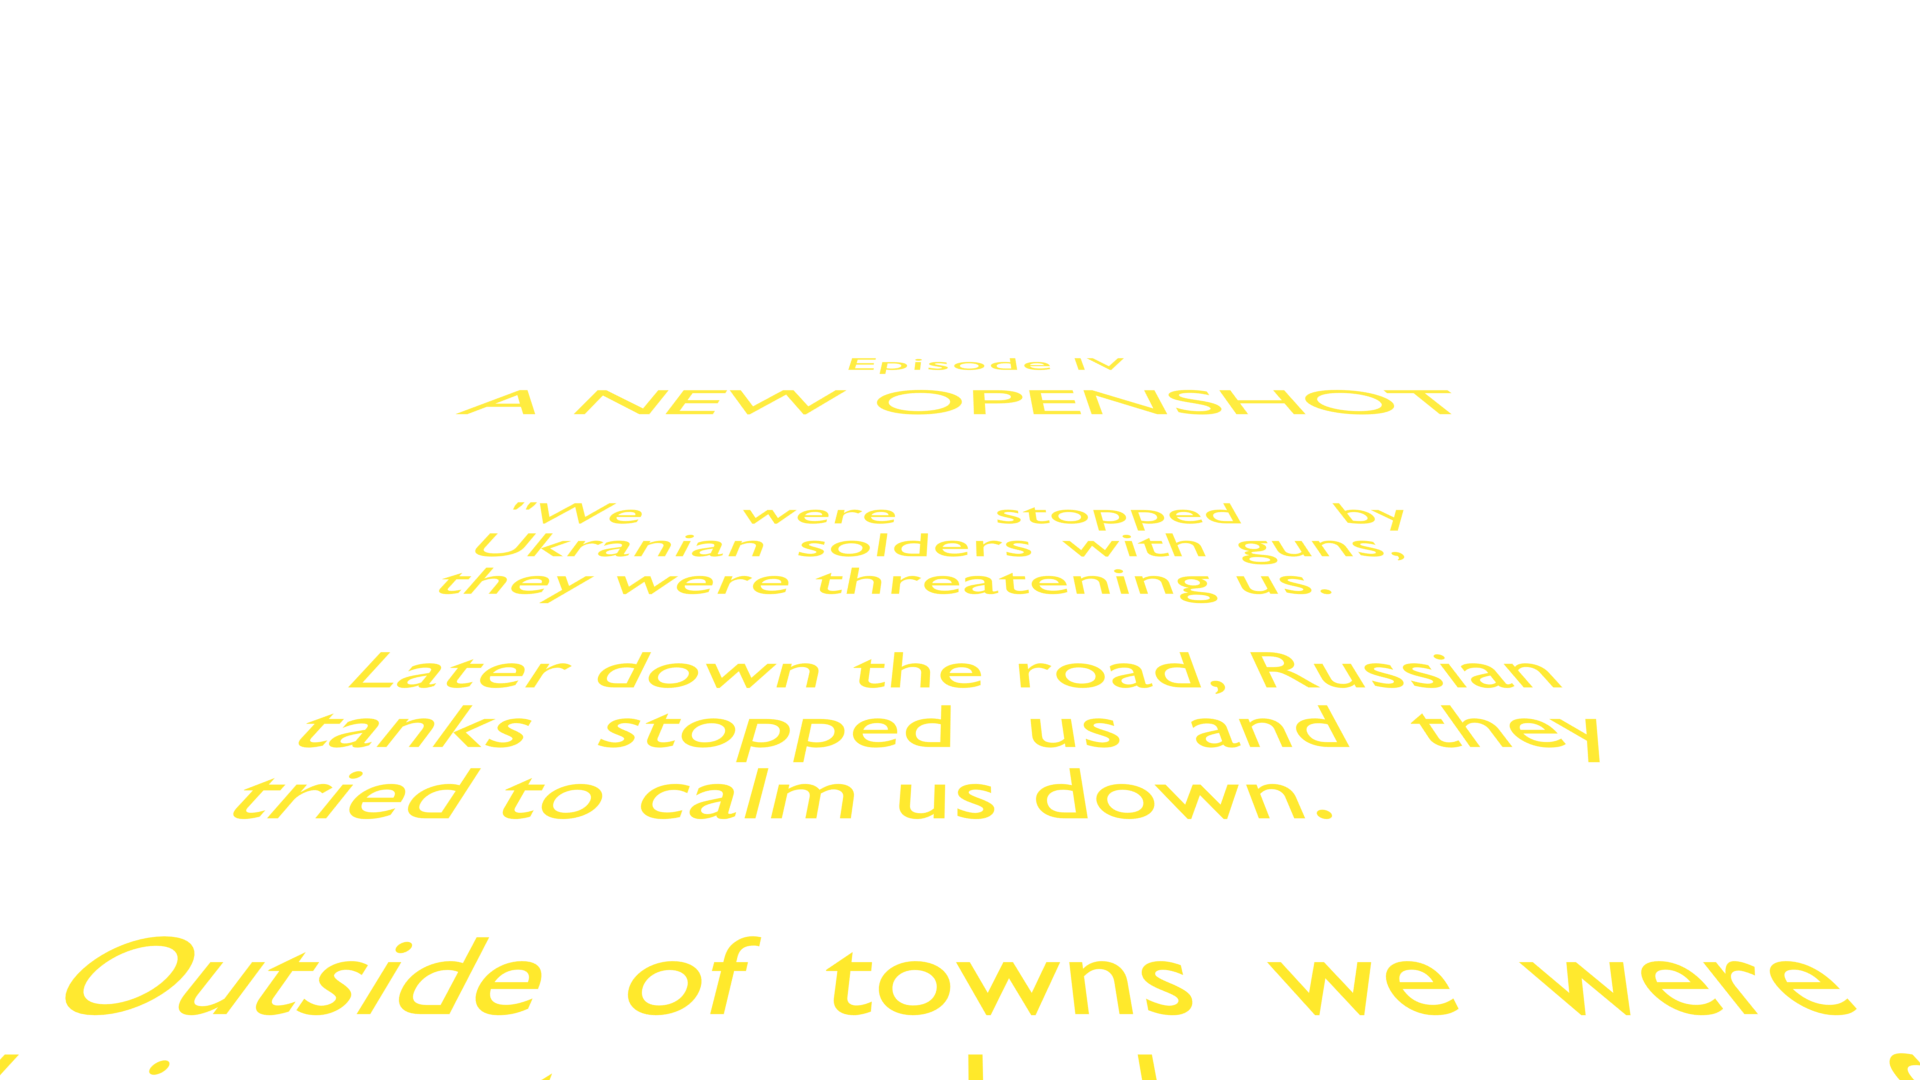 Episode IV
A NEW OPENSHOT
"We were stopped by
Ukranian solders with guns,
they were threatening us.
Later down the road, Russian
tanks stopped us and they
tried to calm us down.
Outside of towns we were